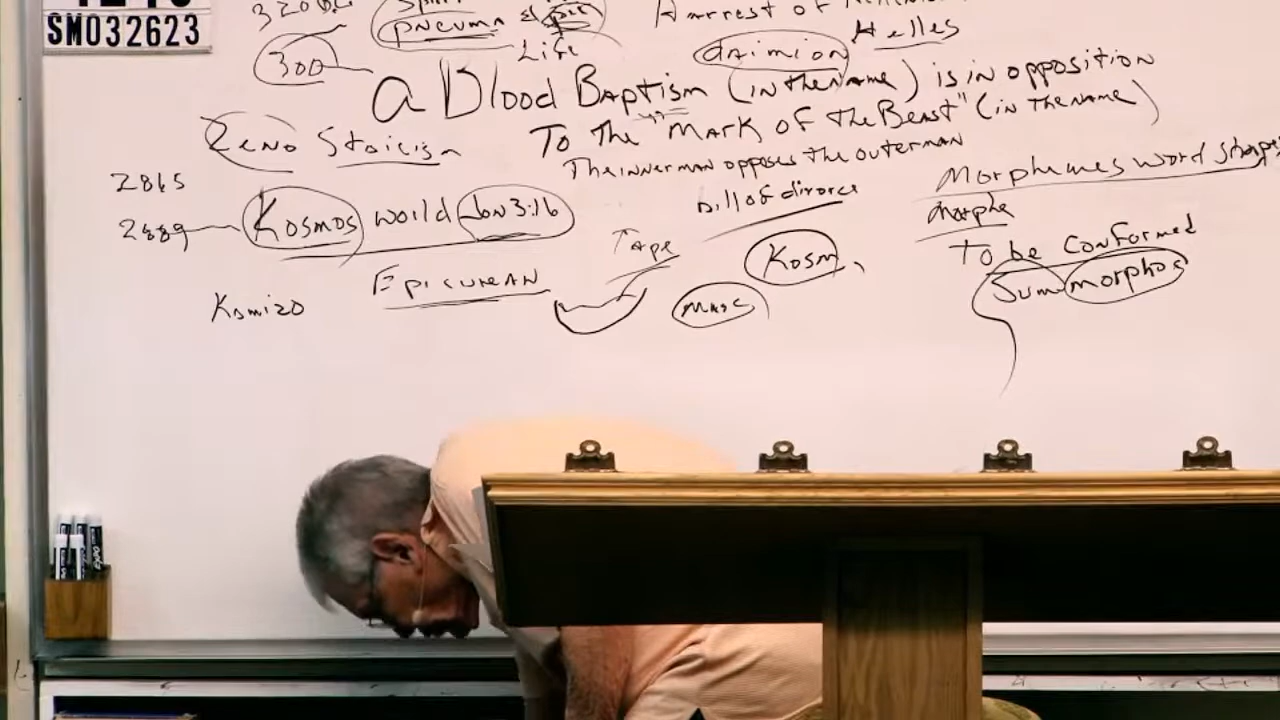 SM032623
pneuma
Life
300
daimion
Helles
a Blood Baptism (in the name) is in opposition
To The "Mark of the Beast" (in the name)
Zeno Stoicism
The inner man opposes the outer man
2865
2889
Kosmos world Jon 3:16
bill of divorce
Morphemes word shapes
Morphe
To be conformed
Summorphos
Tape
Kosm
Epicurean
Komizo
Masc